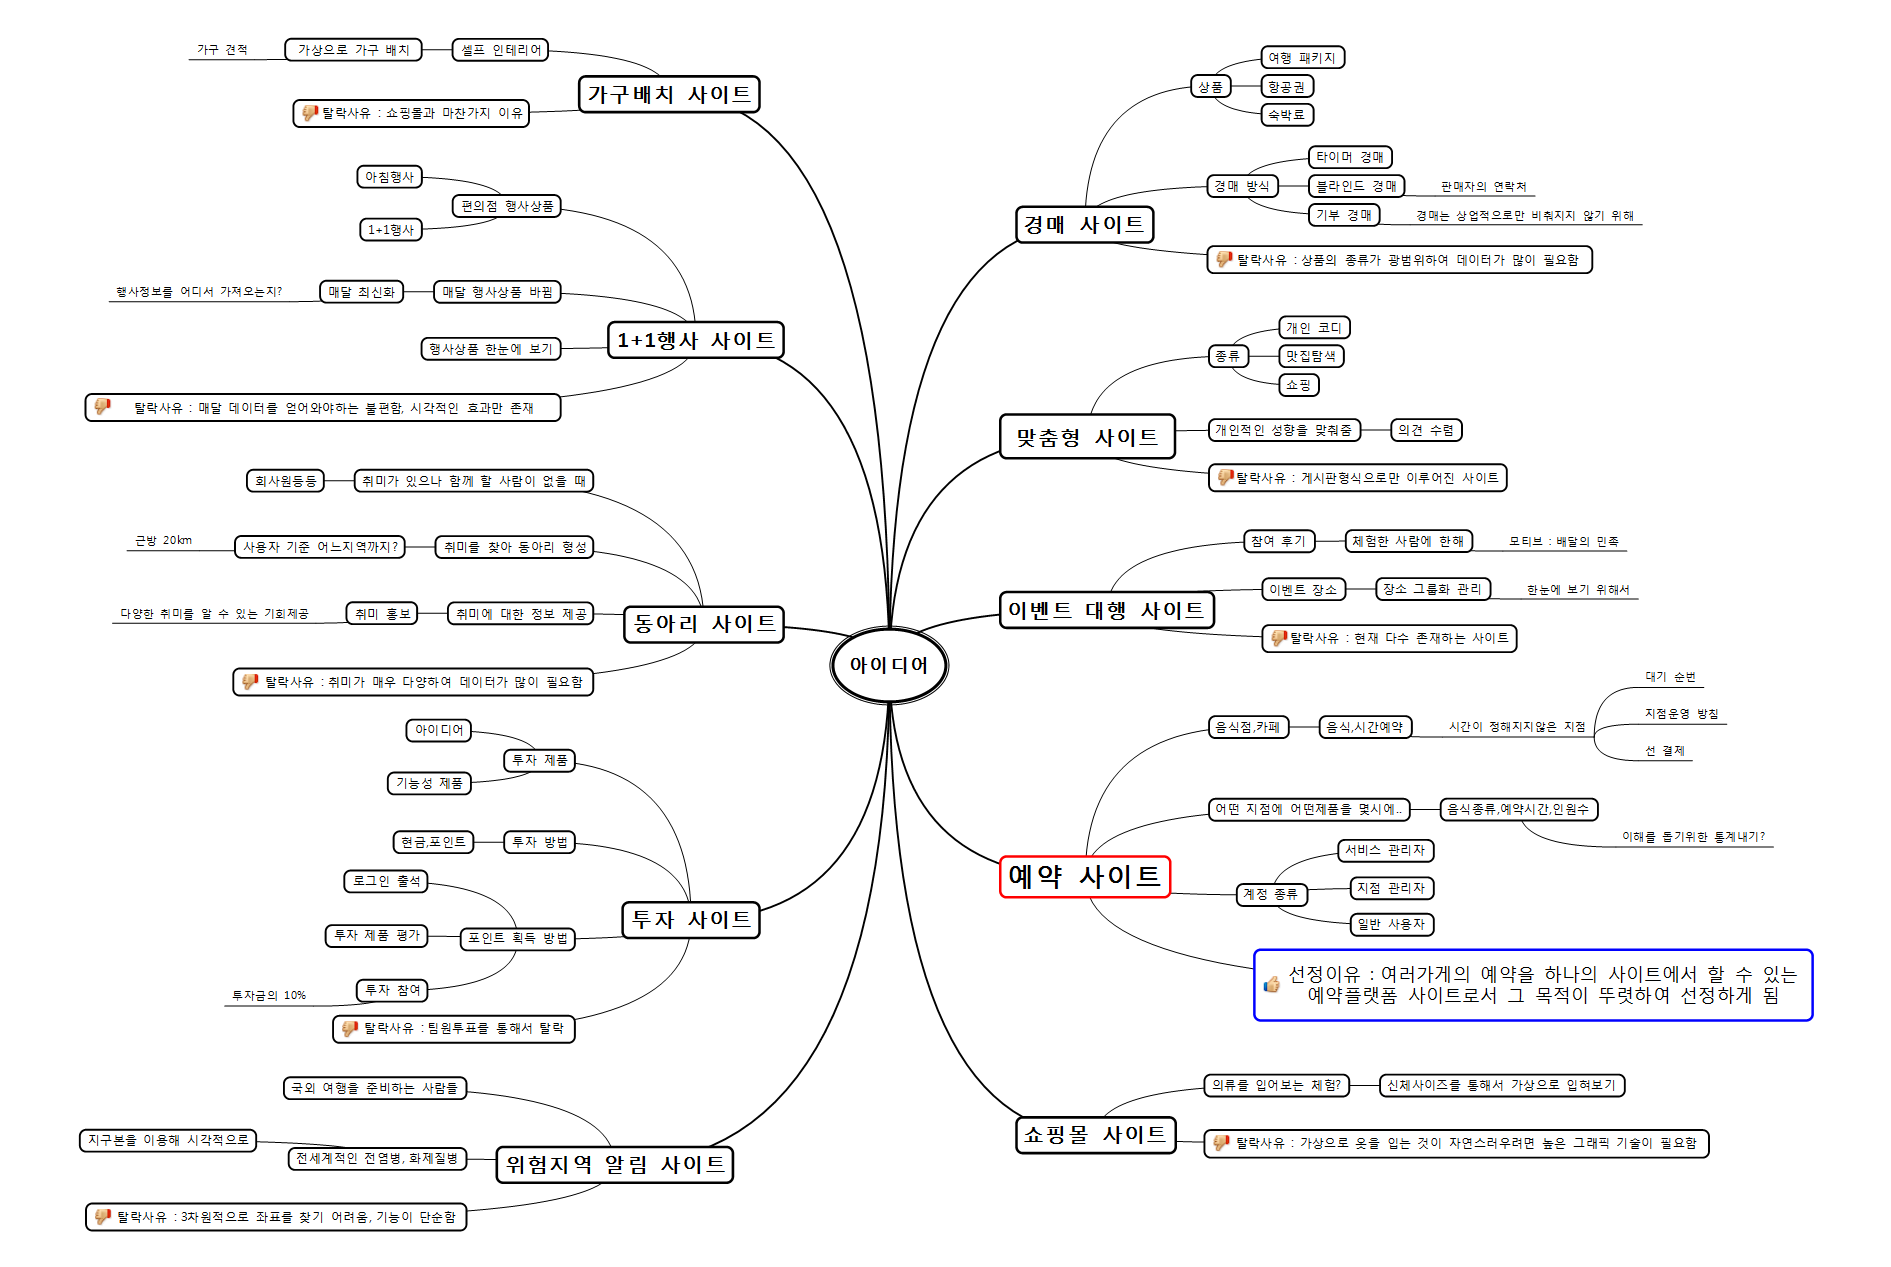 아이디어
가구배치 사이트
셀프 인테리어
가상으로 가구 배치
가구 견적
탈락사유 : 쇼핑몰과 마찬가지 이유
1+1행사 사이트
편의점 행사상품
아침행사
1+1행사
매달 행사상품 바뀜
매달 최신화
행사정보를 어디서 가져오는지?
행사상품 한눈에 보기
탈락사유 : 매달 데이터를 얻어와야하는 불편함, 시각적인 효과만 존재
동아리 사이트
취미가 있으나 함께 할 사람이 없을 때
회사원등등
취미를 찾아 동아리 형성
사용자 기준 어느지역까지?
근방 20km
취미에 대한 정보 제공
취미 홍보
다양한 취미를 알 수 있는 기회제공
탈락사유 : 취미가 매우 다양하여 데이터가 많이 필요함
투자 사이트
투자 제품
아이디어
기능성 제품
투자 방법
현금,포인트
포인트 획득 방법
로그인 출석
투자 제품 평가
투자 참여
투자금의 10%
탈락사유 : 팀원투표를 통해서 탈락
위험지역 알림 사이트
국외 여행을 준비하는 사람들
전세계적인 전염병, 화제질병
지구본을 이용해 시각적으로
탈락사유 : 3차원적으로 좌표를 찾기 어려움, 기능이 단순함
경매 사이트
상품
여행 패키지
항공권
숙박료
경매 방식
타이머 경매
블라인드 경매
판매자의 연락처
기부 경매
경매는 상업적으로만 비춰지지 않기 위해
탈락사유 : 상품의 종류가 광범위하여 데이터가 많이 필요함
맞춤형 사이트
종류
개인 코디
맛집탐색
쇼핑
개인적인 성향을 맞춰줌
의견 수렴
탈락사유 : 게시판형식으로만 이루어진 사이트
이벤트 대행 사이트
참여 후기
체험한 사람에 한해
모티브 : 배달의 민족
이벤트 장소
장소 그룹화 관리
한눈에 보기 위해서
탈락사유 : 현재 다수 존재하는 사이트
예약 사이트
음식점,카페
음식,시간예약
시간이 정해지지않은 지점
대기 순번
지점운영 방침
선 결제
어떤 지점에 어떤제품을 몇시에..
음식종류,예약시간,인원수
이해를 돕기위한 통계내기?
계정 종류
서비스 관리자
지점 관리자
일반 사용자
선정이유 : 여러가게의 예약을 하나의 사이트에서 할 수 있는
예약플랫폼 사이트로서 그 목적이 뚜렷하여 선정하게 됨
쇼핑몰 사이트
의류를 입어보는 체험?
신체사이즈를 통해서 가상으로 입혀보기
탈락사유 : 가상으로 옷을 입는 것이 자연스러우려면 높은 그래픽 기술이 필요함